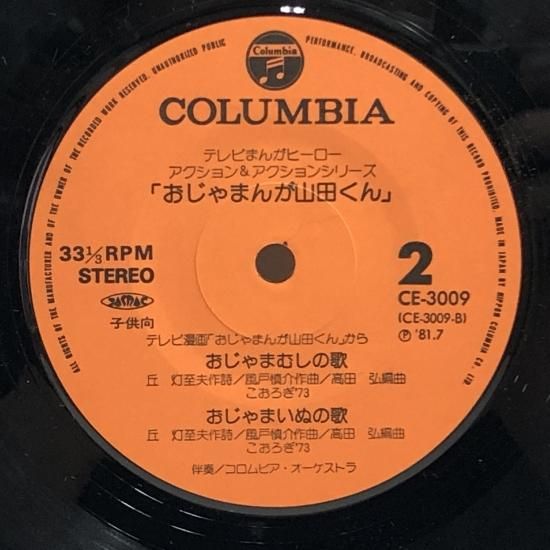 ALL RIGHTS OF THE MANUFACTURER AND OF THE OWNER OF THE RECORDED WORK RESERVED. UNAUTHORIZED PUBLIC PERFORMANCE, BROADCASTING AND COPYING OF THIS RECORD PROHIBITED. MADE IN JAPAN BY NIPPON COLUMBIA CO., LTD.
Columbia
COLUMBIA
テレビまんがヒーロー
アクション&アクションシリーズ
「おじゃまんが山田くん」
33⅓RPM
STEREO
JASRAC
子供向
2
CE-3009
(CE-3009-B)
Ⓟ '81.7
テレビ漫画「おじゃまんが山田くん」から
おじゃまむしの歌
丘 灯至夫作詩/風戸慎介作曲/高田 弘編曲
こおろぎ'73
おじゃまいぬの歌
丘 灯至夫作詩/風戸慎介作曲/高田 弘編曲
こおろぎ'73
伴奏/コロムビア・オーケストラ